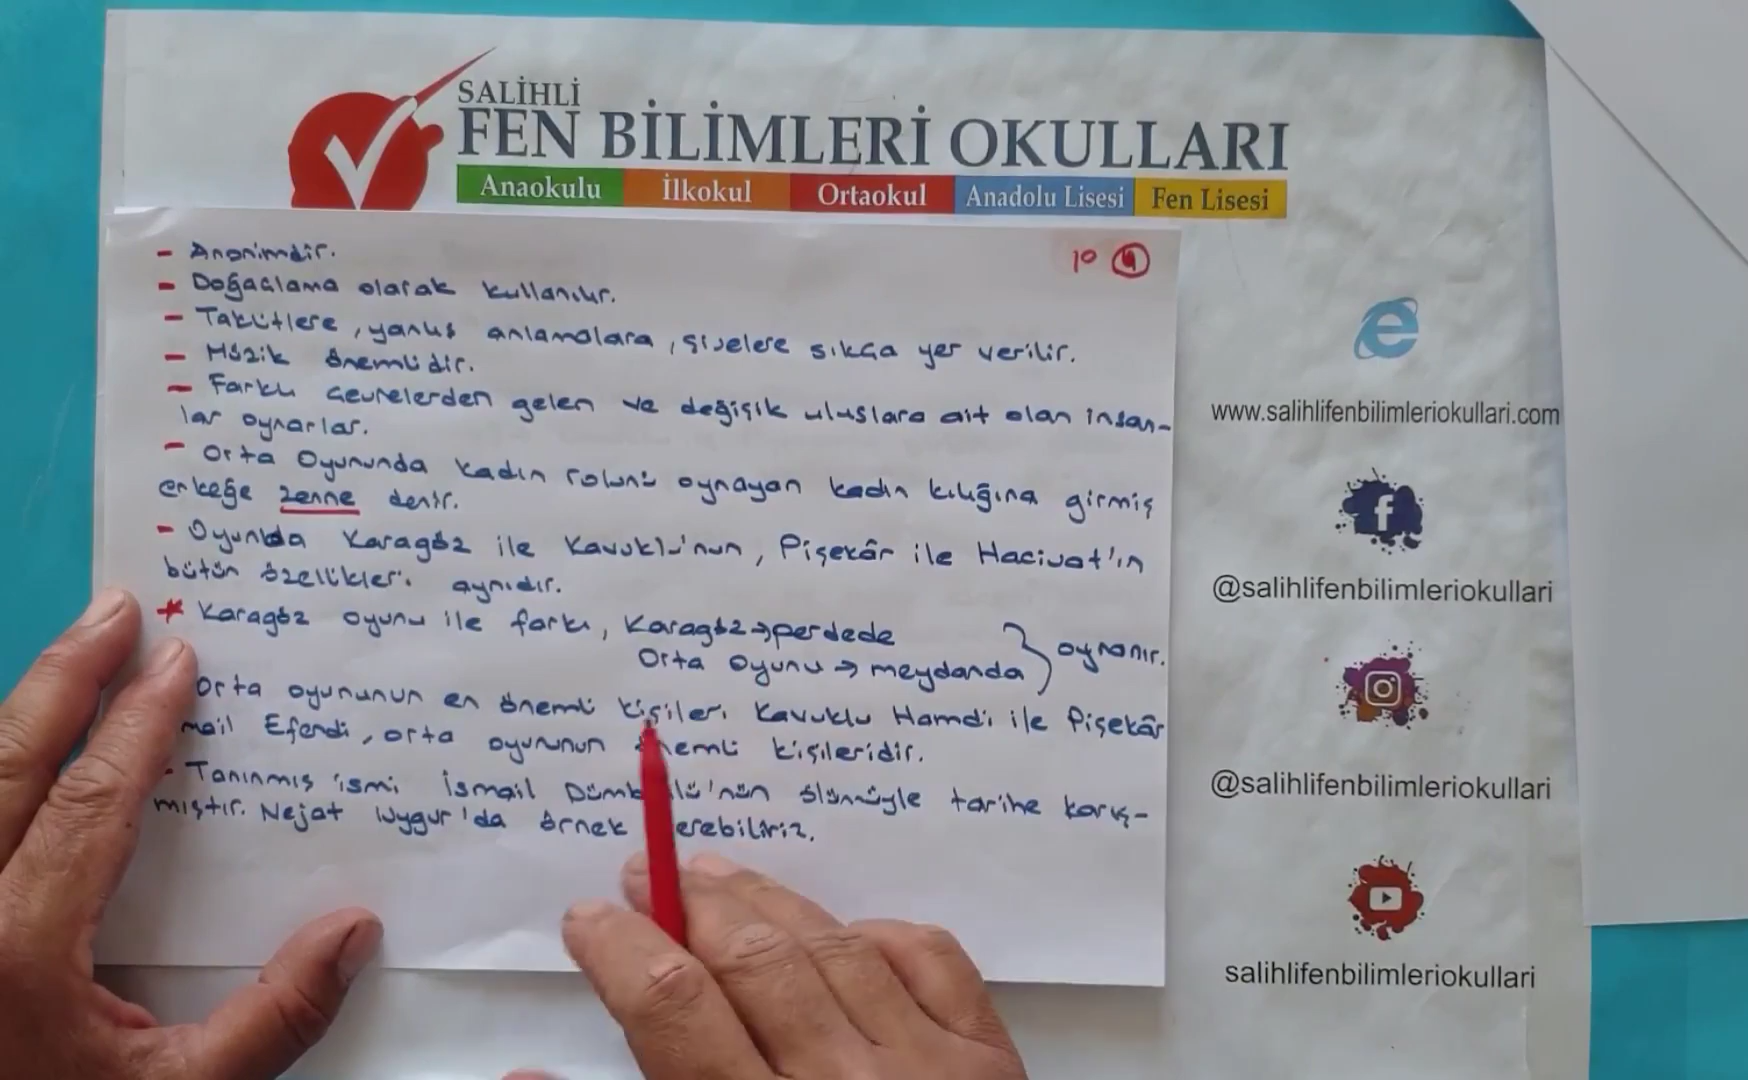 SALİHLİ
FEN BİLİMLERİ OKULLARI
Anaokulu İlkokul Ortaokul Anadolu Lisesi Fen Lisesi
10 4
- Anonimdir.
- Doğaçlama olarak kullanılır.
- Taklitlere, yanlış anlamalara, şivelere sıkça yer verilir.
- Müzik önemlidir.
- Farklı çevrelerden gelen ve değişik uluslara ait olan insan-
lar oynarlar.
- Orta Oyununda kadın rolünü oynayan kadın kılığına girmiş
erkeğe zenne denir.
- Oyunda Karagöz ile Kavuklu'nun, Pişekâr ile Hacivat'ın
bütün özellikleri aynıdır.
* Karagöz oyunu ile farkı, Karagöz → perdede
Orta oyunu → meydanda } oynanır.
Orta oyununun en önemli kişileri Kavuklu Hamdi ile Pişekâr
mail Efendi, orta oyununun önemli kişileridir.
- Tanınmış ismi İsmail Dümb lü'nün ölümüyle tarihe karış-
mıştır. Nejat Uygur'da örnek erebiliriz.
www.salihlifenbilimleriokullari.com
@salihlifenbilimleriokullari
@salihlifenbilimleriokullari
salihlifenbilimleriokullari